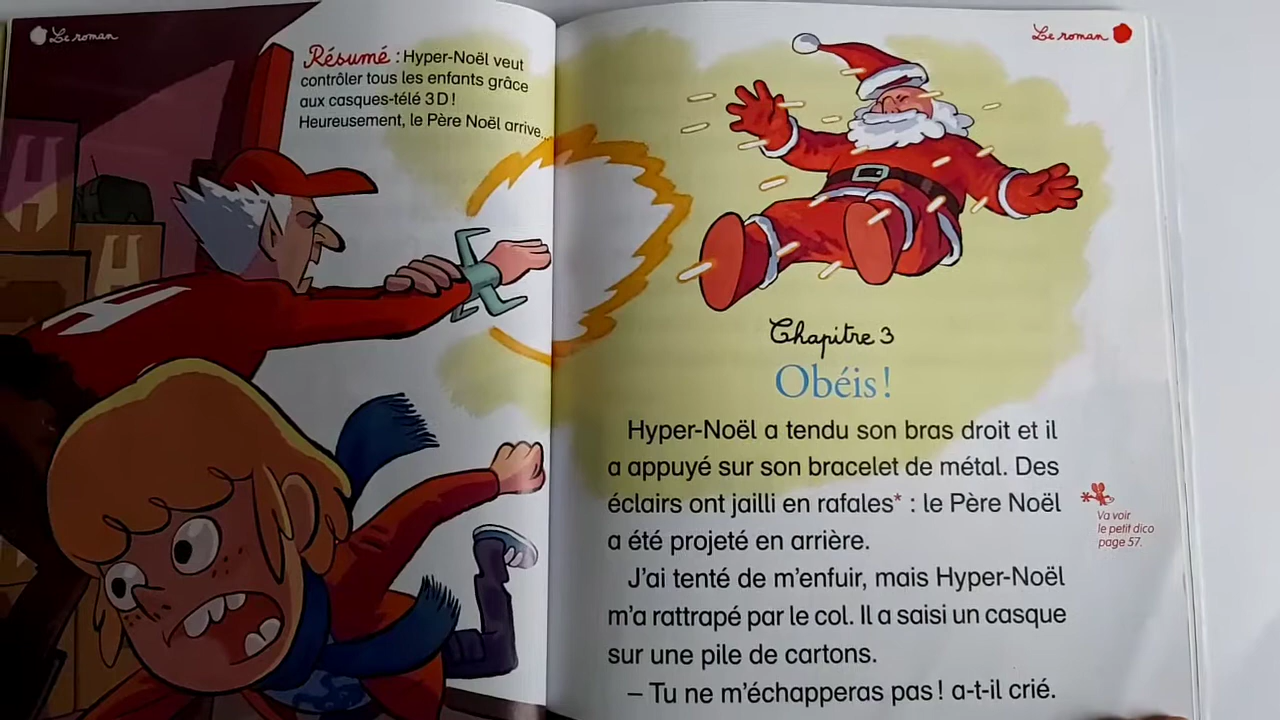 Le roman
Résumé : Hyper-Noël veut
contrôler tous les enfants grâce
aux casques-télé 3D !
Heureusement, le Père Noël arrive...
H
H
H
Le roman
Chapitre 3
Obéis !
Hyper-Noël a tendu son bras droit et il
a appuyé sur son bracelet de métal. Des
éclairs ont jailli en rafales* : le Père Noël
a été projeté en arrière.
J'ai tenté de m'enfuir, mais Hyper-Noël
m'a rattrapé par le col. Il a saisi un casque
sur une pile de cartons.
– Tu ne m'échapperas pas ! a-t-il crié.
*
Va voir
le petit dico
page 57.